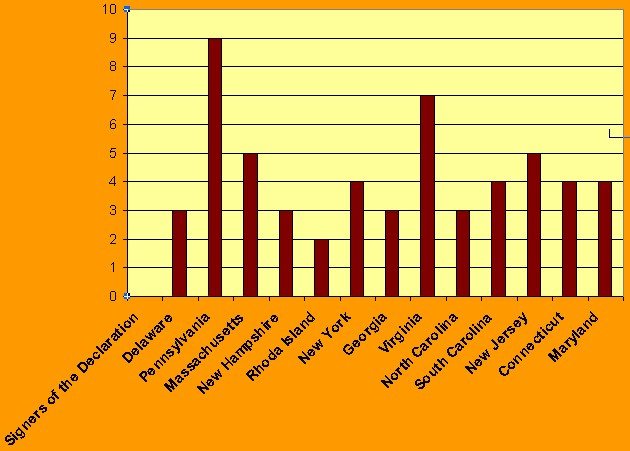 10
9
8
7
6
5
4
3
2
1
0
Signers of the Declaration
Delaware
Pennsylvania
Massachusetts
New Hampshire
Rhoda Island
New York
Georgia
Virginia
North Carolina
South Carolina
New Jersey
Connecticut
Maryland